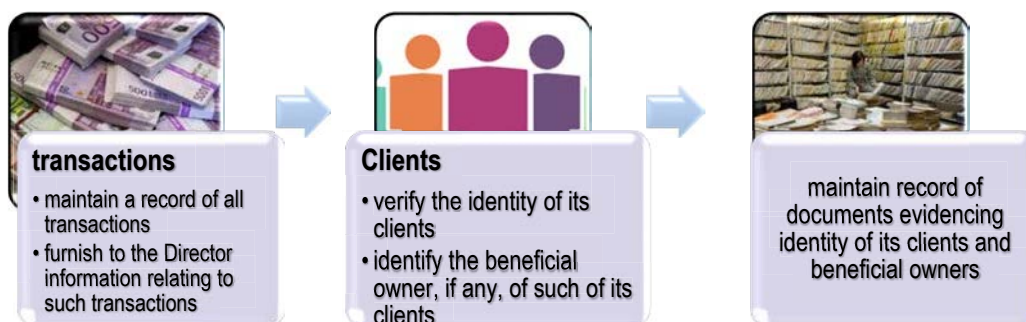 transactions
• maintain a record of all
transactions
• furnish to the Director
information relating to
such transactions
Clients
• verify the identity of its
clients
• identify the beneficial
owner, if any, of such of its
clients
maintain record of
documents evidencing
identity of its clients and
beneficial owners